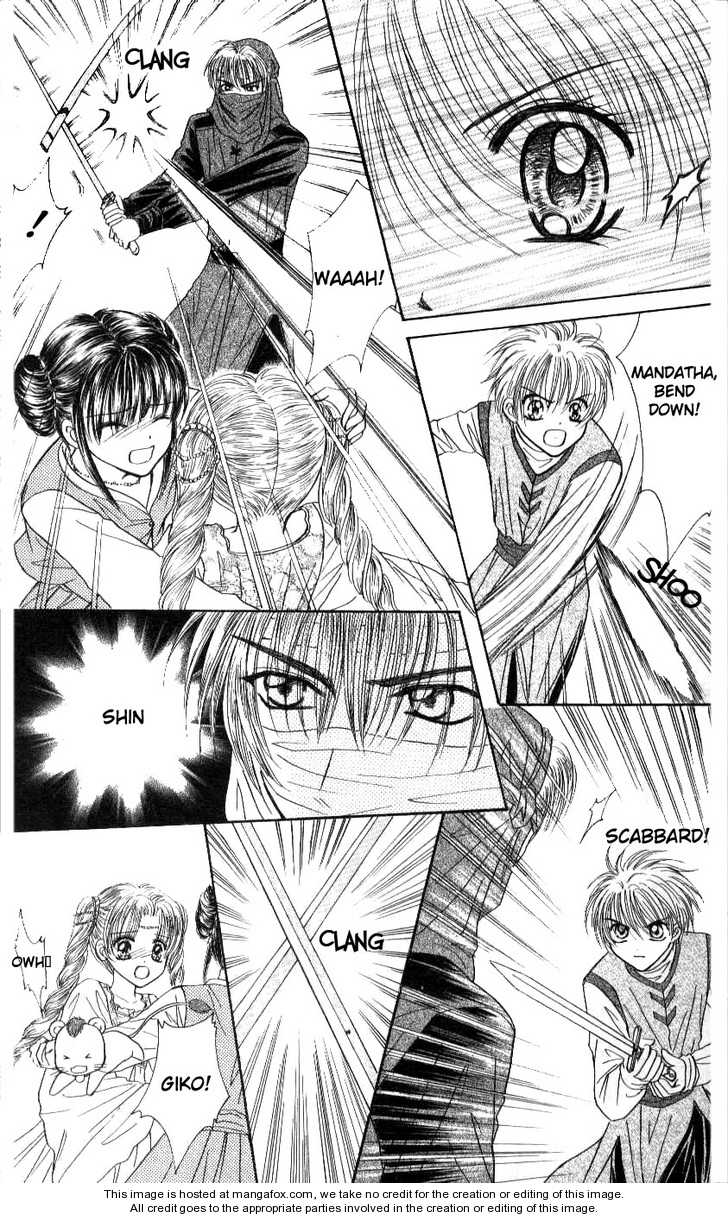 CLANG
!
WAAAH!
MANDATHA,
BEND
DOWN!
SHOO
SHIN
SCABBARD!
CLANG
OWH
GIKO!
This image is hosted at mangafox.com, we take no credit for the creation or editing of this image.
All credit goes to the appropriate parties involved in the creation or editing of this image.